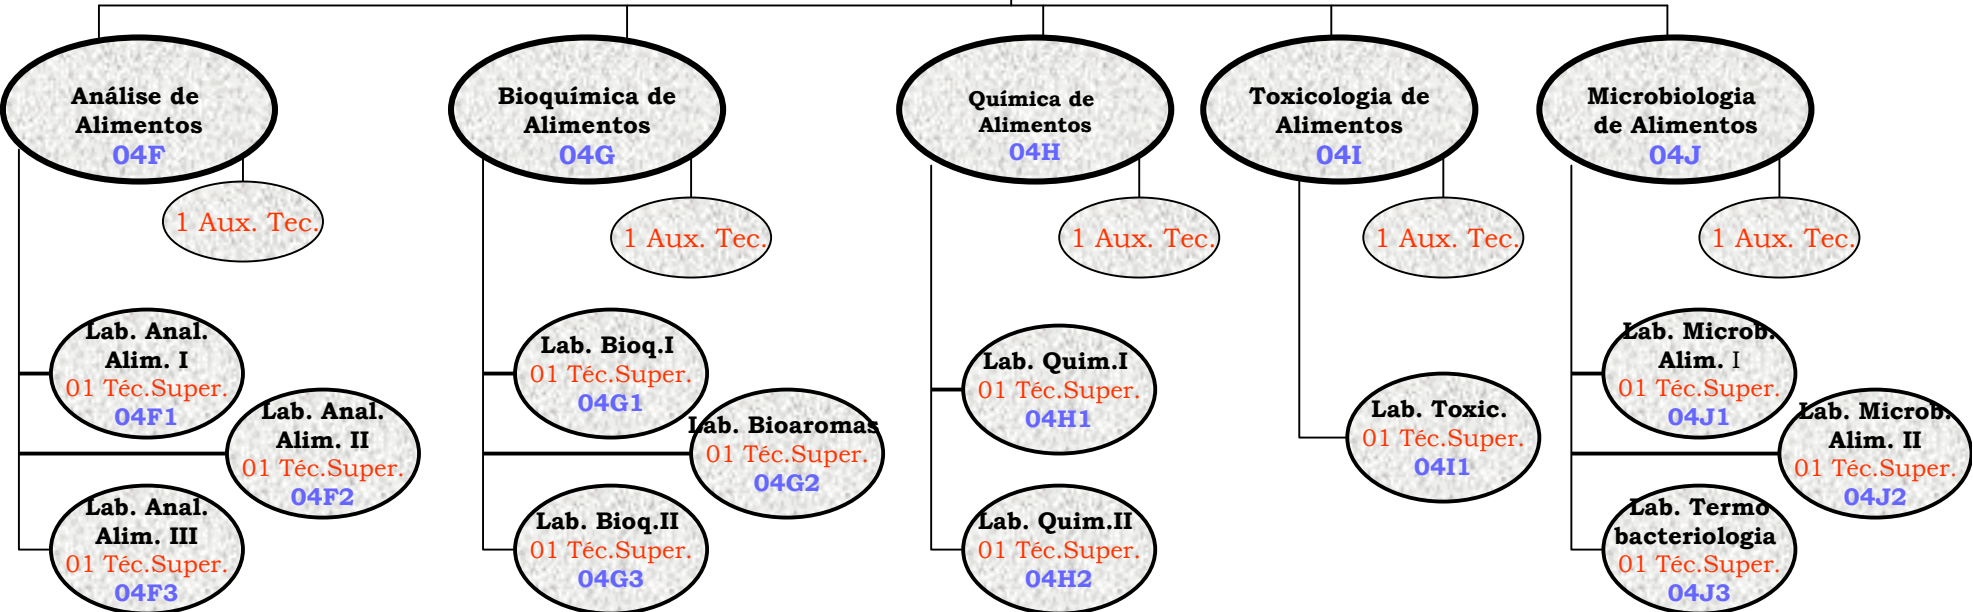 Análise de
Alimentos
04F
Bioquímica de
Alimentos
04G
Química de
Alimentos
04H
Toxicologia de
Alimentos
04I
Microbiologia
de Alimentos
04J
1 Aux. Tec.
1 Aux. Tec.
1 Aux. Tec.
1 Aux. Tec.
1 Aux. Tec.
Lab. Anal.
Alim. I
01 Téc.Super.
04F1
Lab. Anal.
Alim. II
01 Téc.Super.
04F2
Lab. Anal.
Alim. III
01 Téc.Super.
04F3
Lab. Bioq.I
01 Téc.Super.
04G1
Lab. Bioaromas
01 Téc.Super.
04G2
Lab. Bioq.II
01 Téc.Super.
04G3
Lab. Quim.I
01 Téc.Super.
04H1
Lab. Quim.II
01 Téc.Super.
04H2
Lab. Toxic.
01 Téc.Super.
04I1
Lab. Microb.
Alim. I
01 Téc.Super.
04J1
Lab. Microb.
Alim. II
01 Téc.Super.
04J2
Lab. Termo
bacteriologia
01 Téc.Super.
04J3